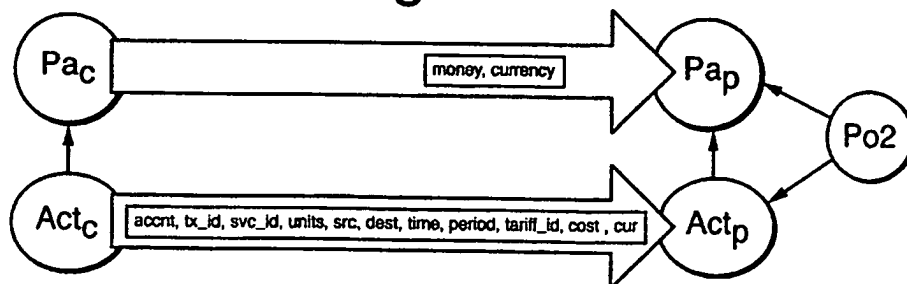 Pac
money, currency
Pap
Po2
Actc
accnt, tx_id, svc_id, units, src, dest, time, period, tariff_id, cost , cur
Actp